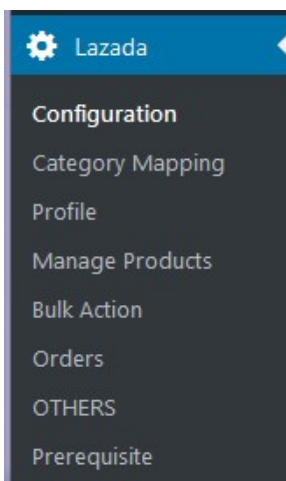 Lazada
Configuration
Category Mapping
Profile
Manage Products
Bulk Action
Orders
OTHERS
Prerequisite